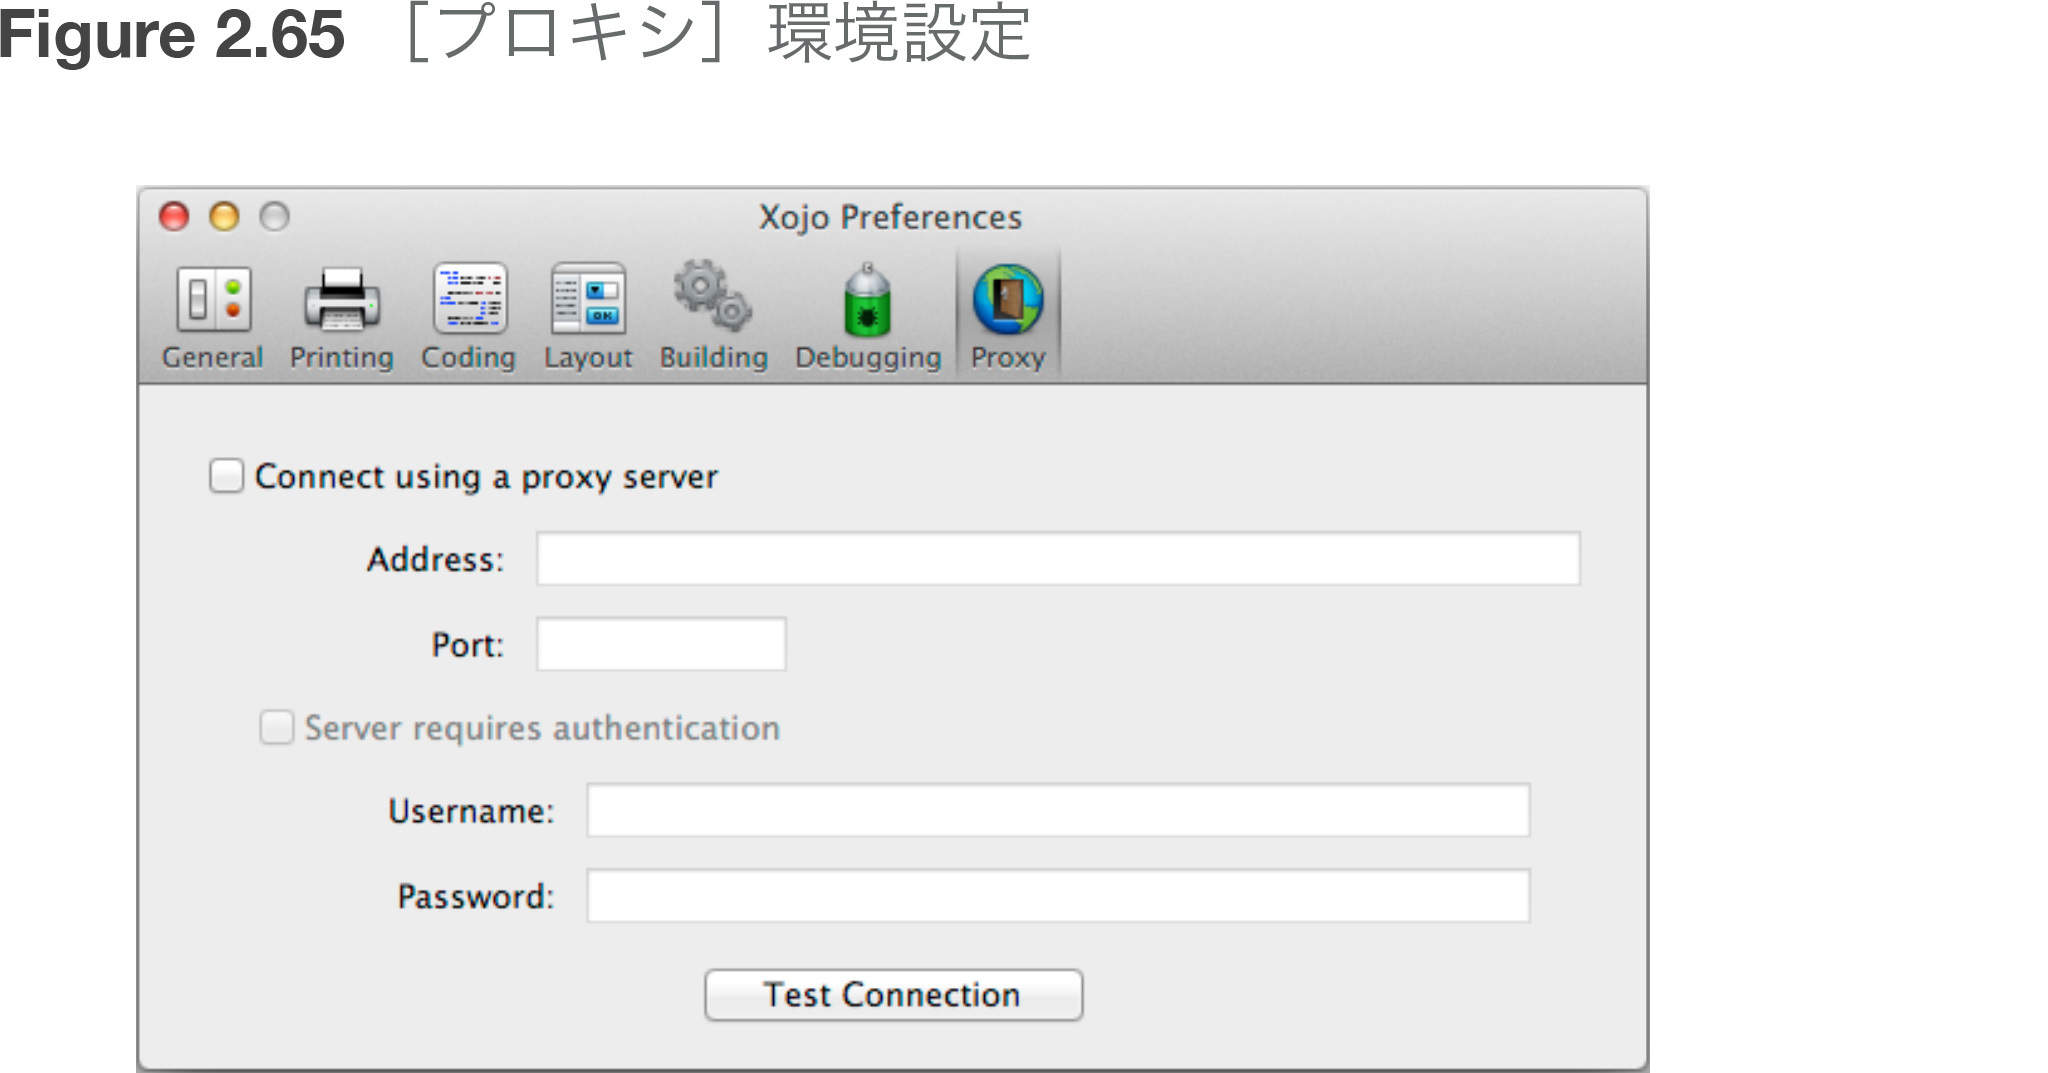 Figure 2.65 ［プロキシ］環境設定
Xojo Preferences
General Printing Coding Layout Building Debugging Proxy
Connect using a proxy server
Address:
Port:
Server requires authentication
Username:
Password:
Test Connection